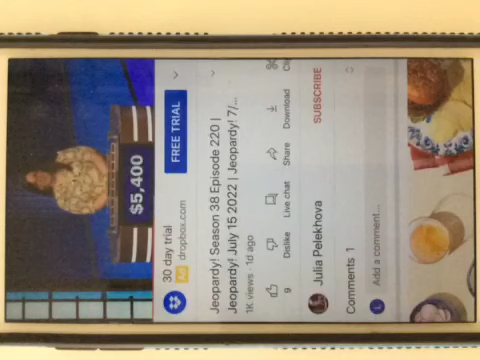 $5,400
30 day trial
Ad dropbox.com
FREE TRIAL
Jeopardy! Season 38 Episode 220 |
Jeopardy! July 15 2022 | Jeopardy! 7/...
1K views · 1d ago
9 Dislike Live chat Share Download Cli
Julia Pelekhova SUBSCRIBE
Comments 1
L Add a comment...